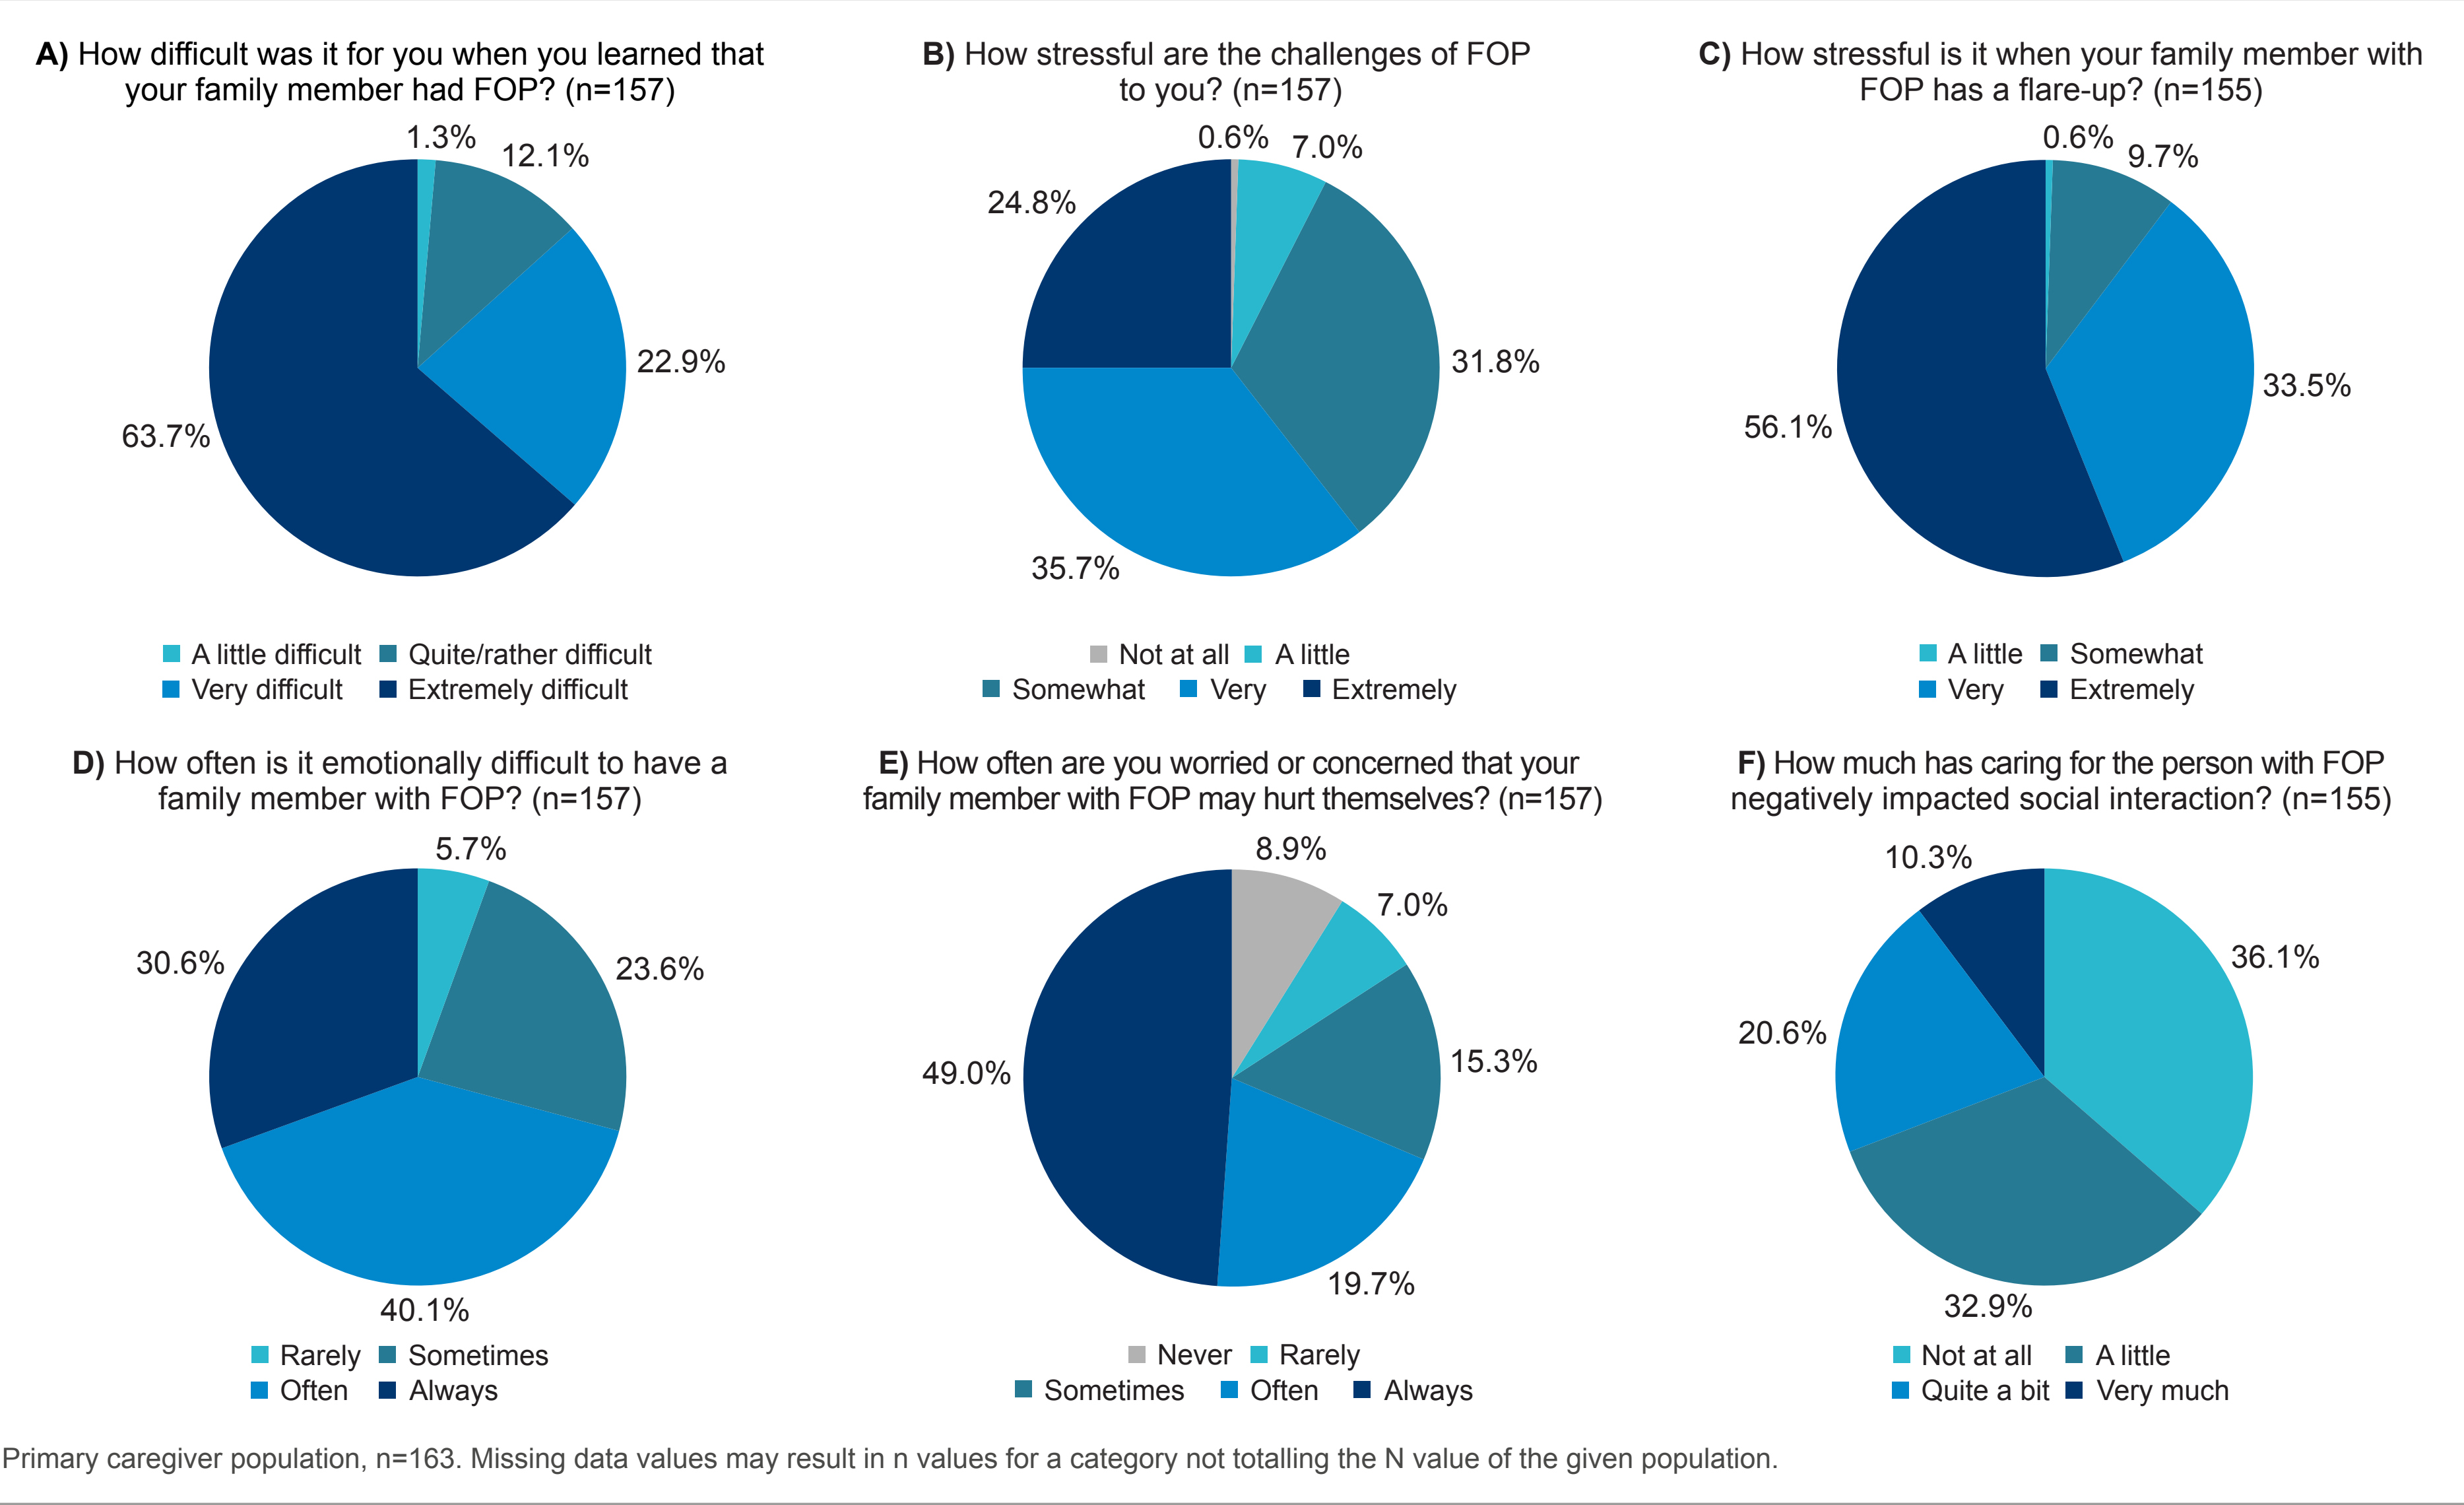 A) How difficult was it for you when you learned that
your family member had FOP? (n=157)
1.3%
12.1%
22.9%
63.7%
A little difficult Quite/rather difficult
Very difficult Extremely difficult
B) How stressful are the challenges of FOP
to you? (n=157)
0.6%
7.0%
24.8%
31.8%
35.7%
Not at all A little
Somewhat Very Extremely
C) How stressful is it when your family member with
FOP has a flare-up? (n=155)
0.6%
9.7%
33.5%
56.1%
A little Somewhat
Very Extremely
D) How often is it emotionally difficult to have a
family member with FOP? (n=157)
5.7%
30.6%
23.6%
40.1%
Rarely Sometimes
Often Always
E) How often are you worried or concerned that your
family member with FOP may hurt themselves? (n=157)
8.9%
7.0%
15.3%
49.0%
19.7%
Never Rarely
Sometimes Often Always
F) How much has caring for the person with FOP
negatively impacted social interaction? (n=155)
10.3%
36.1%
20.6%
32.9%
Not at all A little
Quite a bit Very much
Primary caregiver population, n=163. Missing data values may result in n values for a category not totalling the N value of the given population.